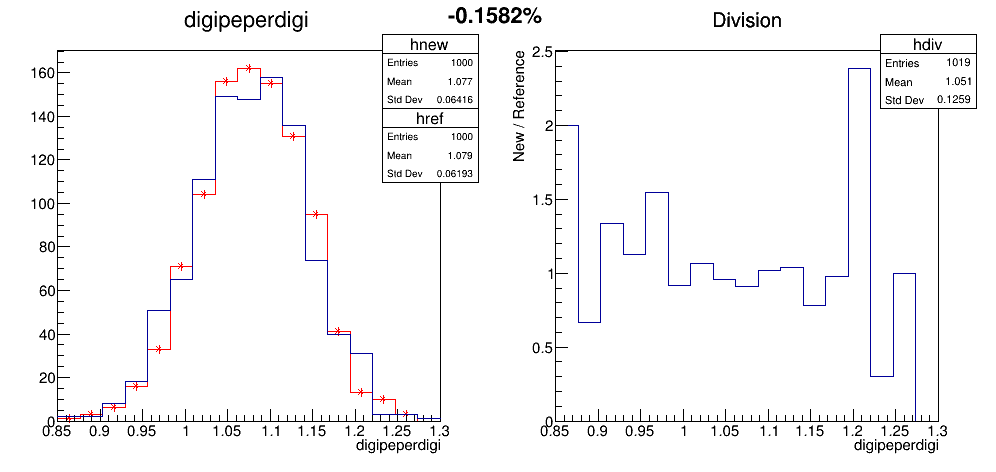 -0.1582%
digipeperdigi
hnew
Entries 1000
Mean 1.077
Std Dev 0.06416
href
Entries 1000
Mean 1.079
Std Dev 0.06193
160
140
120
100
80
60
40
20
0
0.85 0.9 0.95 1 1.05 1.1 1.15 1.2 1.25 1.3
digipeperdigi
Division
hdiv
Entries 1019
Mean 1.051
Std Dev 0.1259
New / Reference
2.5
2
1.5
1
0.5
0
0.85 0.9 0.95 1 1.05 1.1 1.15 1.2 1.25 1.3
digipeperdigi